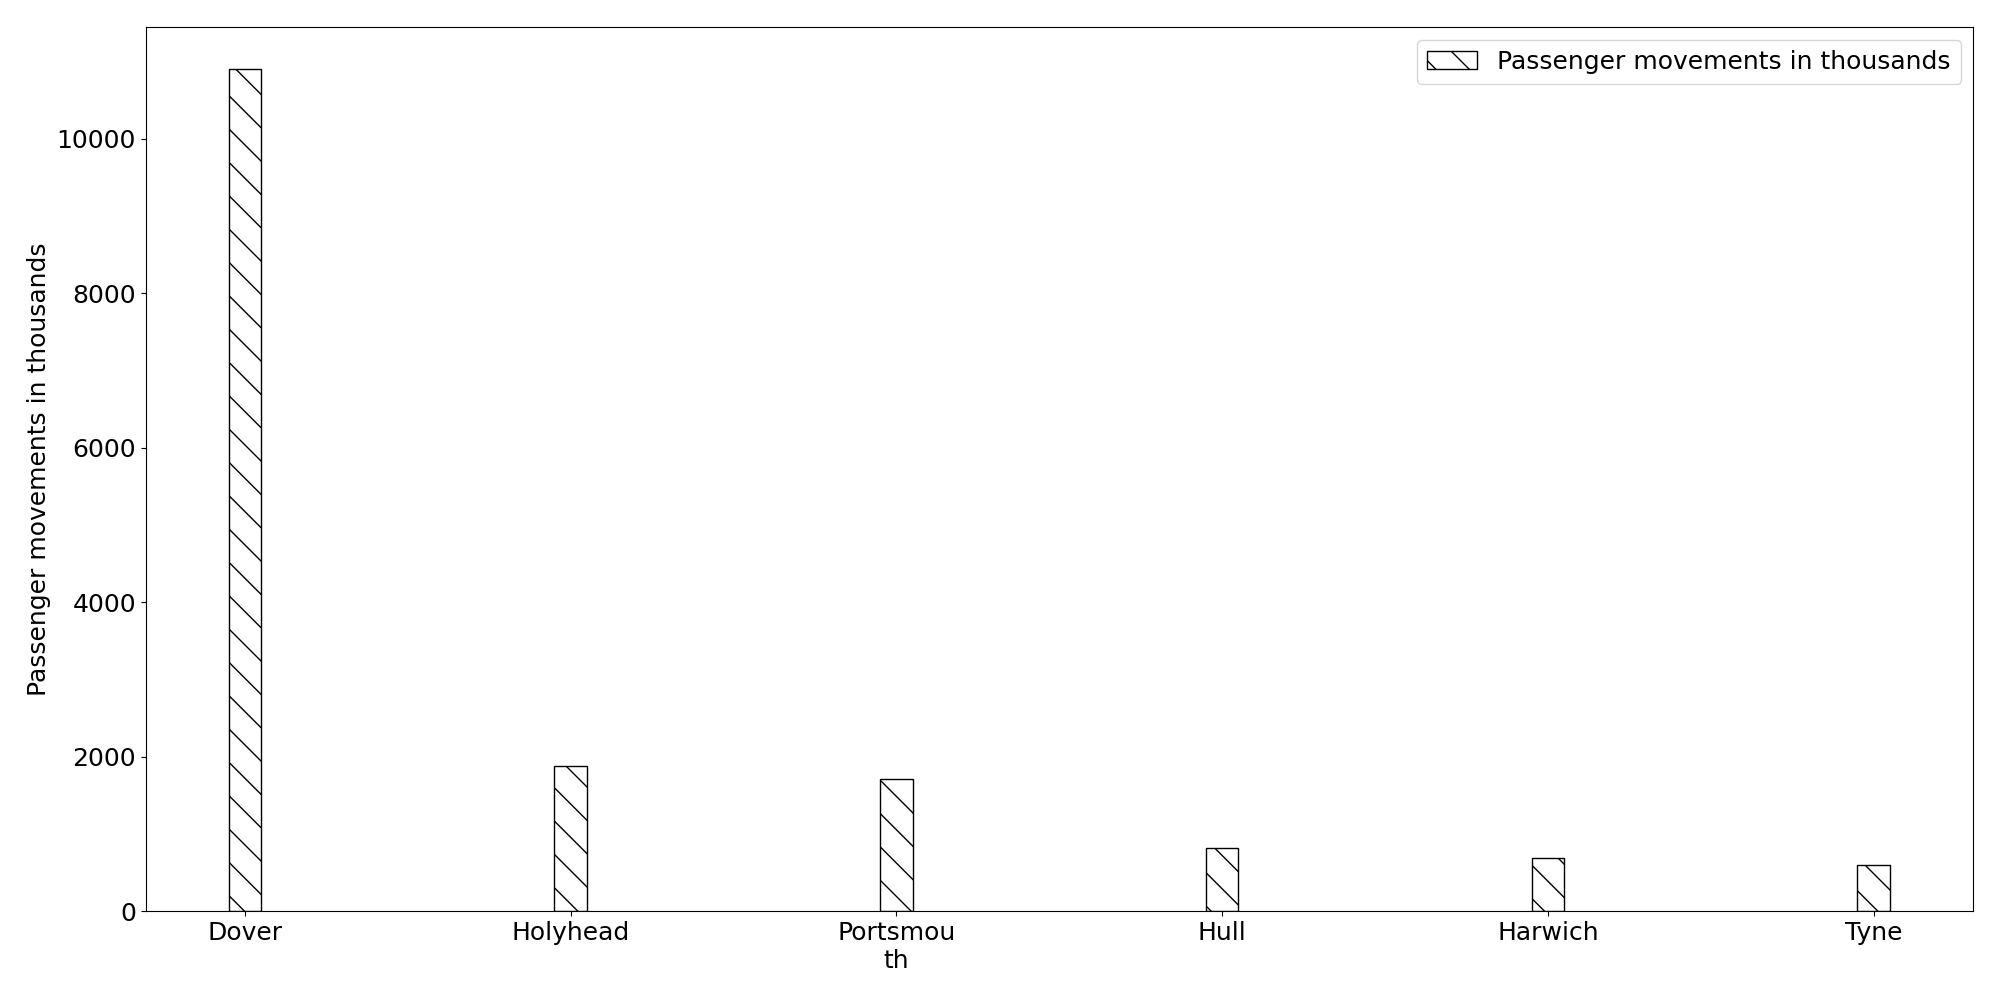 Passenger movements in thousands
Passenger movements in thousands
10000
8000
6000
4000
2000
0
Dover Holyhead Portsmou Hull Harwich Tyne
th